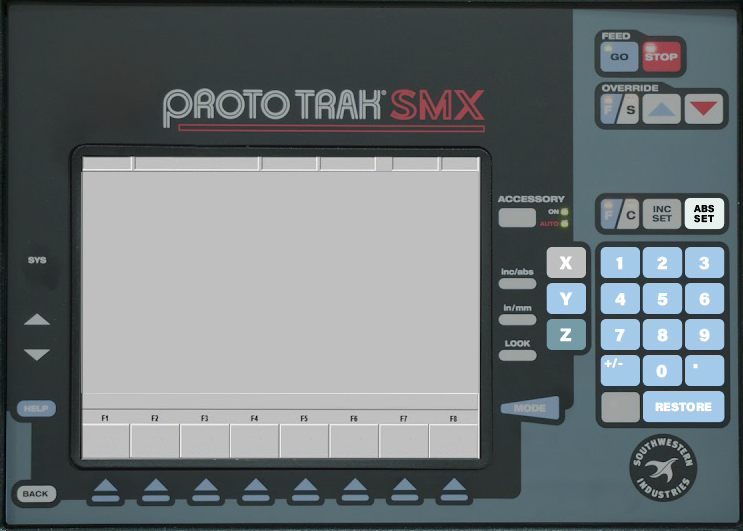 FEED
GO STOP
OVERRIDE
F/S
PROTO TRAK® SMX
ACCESSORY
ON
AUTO
F/C INC SET ABS SET
SYS
inc/abs
in/mm
LOOK
X
Y
Z
1 2 3
4 5 6
7 8 9
+/- 0 .
RESTORE
HELP
F1 F2 F3 F4 F5 F6 F7 F8
MODE
BACK
SOUTHWESTERN INDUSTRIES